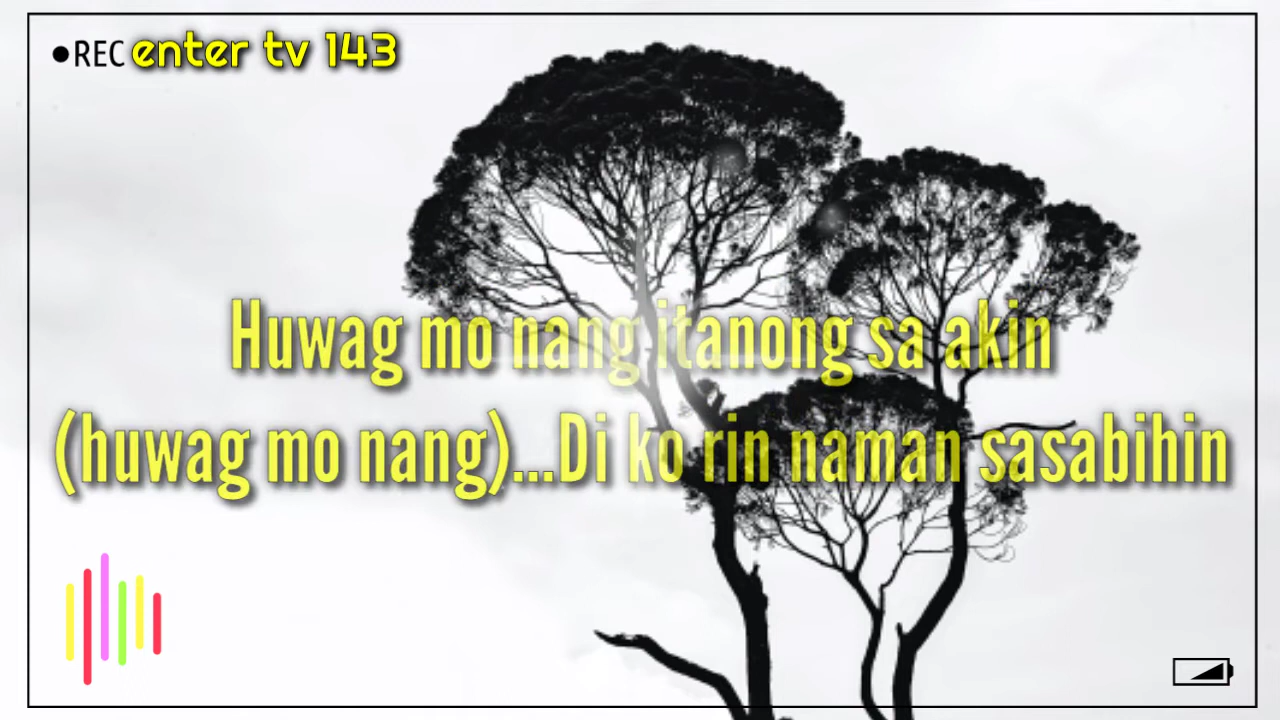 ●REC enter tv 143
Huwag mo nang itanong sa akin
(huwag mo nang)...Di ko rin naman sasabihin